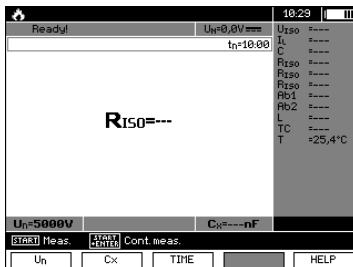 10:29
Ready! UN=0,0V
tn=10:00
RISO=---
UISO =----
IL =----
C =----
RISO =----
RISO =----
RISO =----
Ab1 =----
Ab2 =----
L =----
TC =----
T =25,4°C
Un=5000V Cx=---nF
START Meas. START +ENTER Cont. meas.
Un Cx TIME HELP